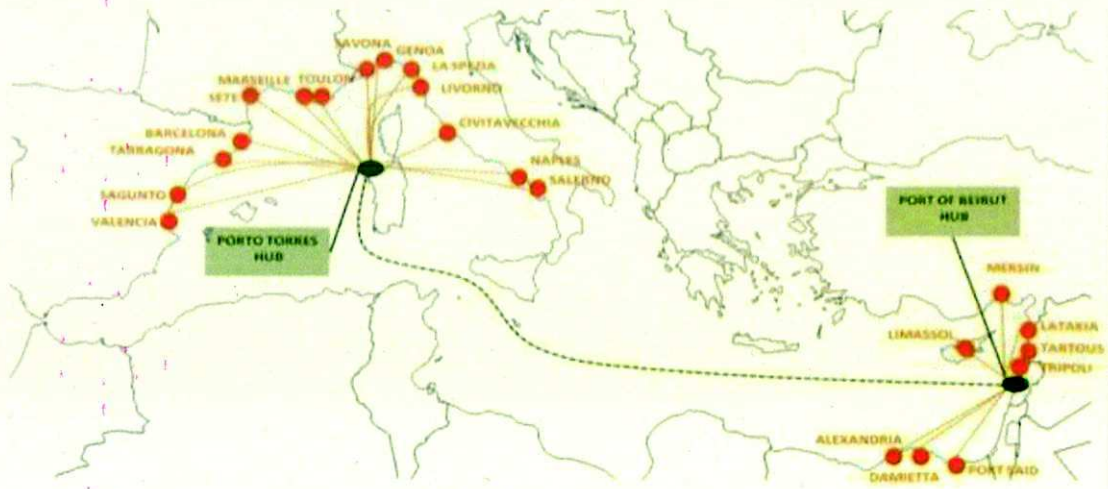 SAVONA
GENOA
LA SPEZIA
MARSEILLE TOULON
LIVORNO
SETE
CIVITAVECCHIA
BARCELONA
TARRAGONA
NAPLES
SALERNO
SAGUNTO
VALENCIA
PORTO TORRES
HUB
PORT OF BEIRUT
HUB
MERSIN
LATAKIA
LIMASSOL
TARTOUS
TRIPOLI
ALEXANDRIA
DAMIETTA
PORT SAID